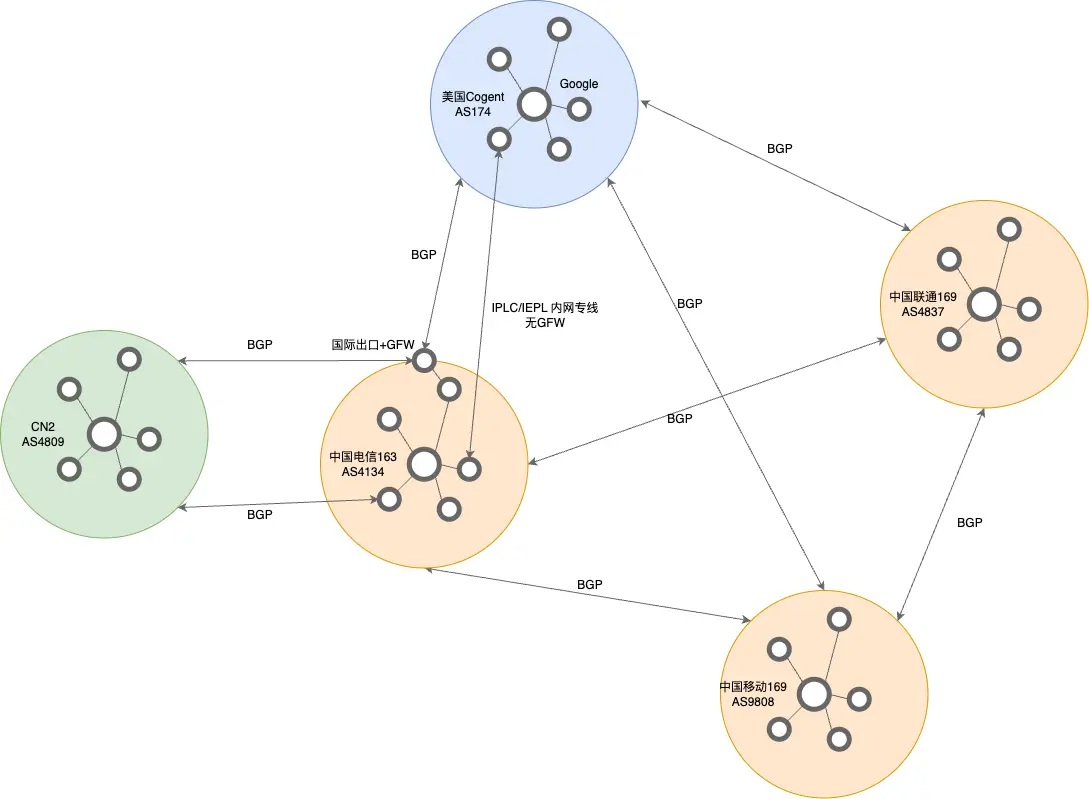 Google
美国Cogent
AS174
BGP
BGP
中国联通169
AS4837
IPLC/IEPL 内网专线
无GFW
BGP
BGP
国际出口+GFW
CN2
AS4809
中国电信163
AS4134
BGP
BGP
BGP
BGP
中国移动169
AS9808